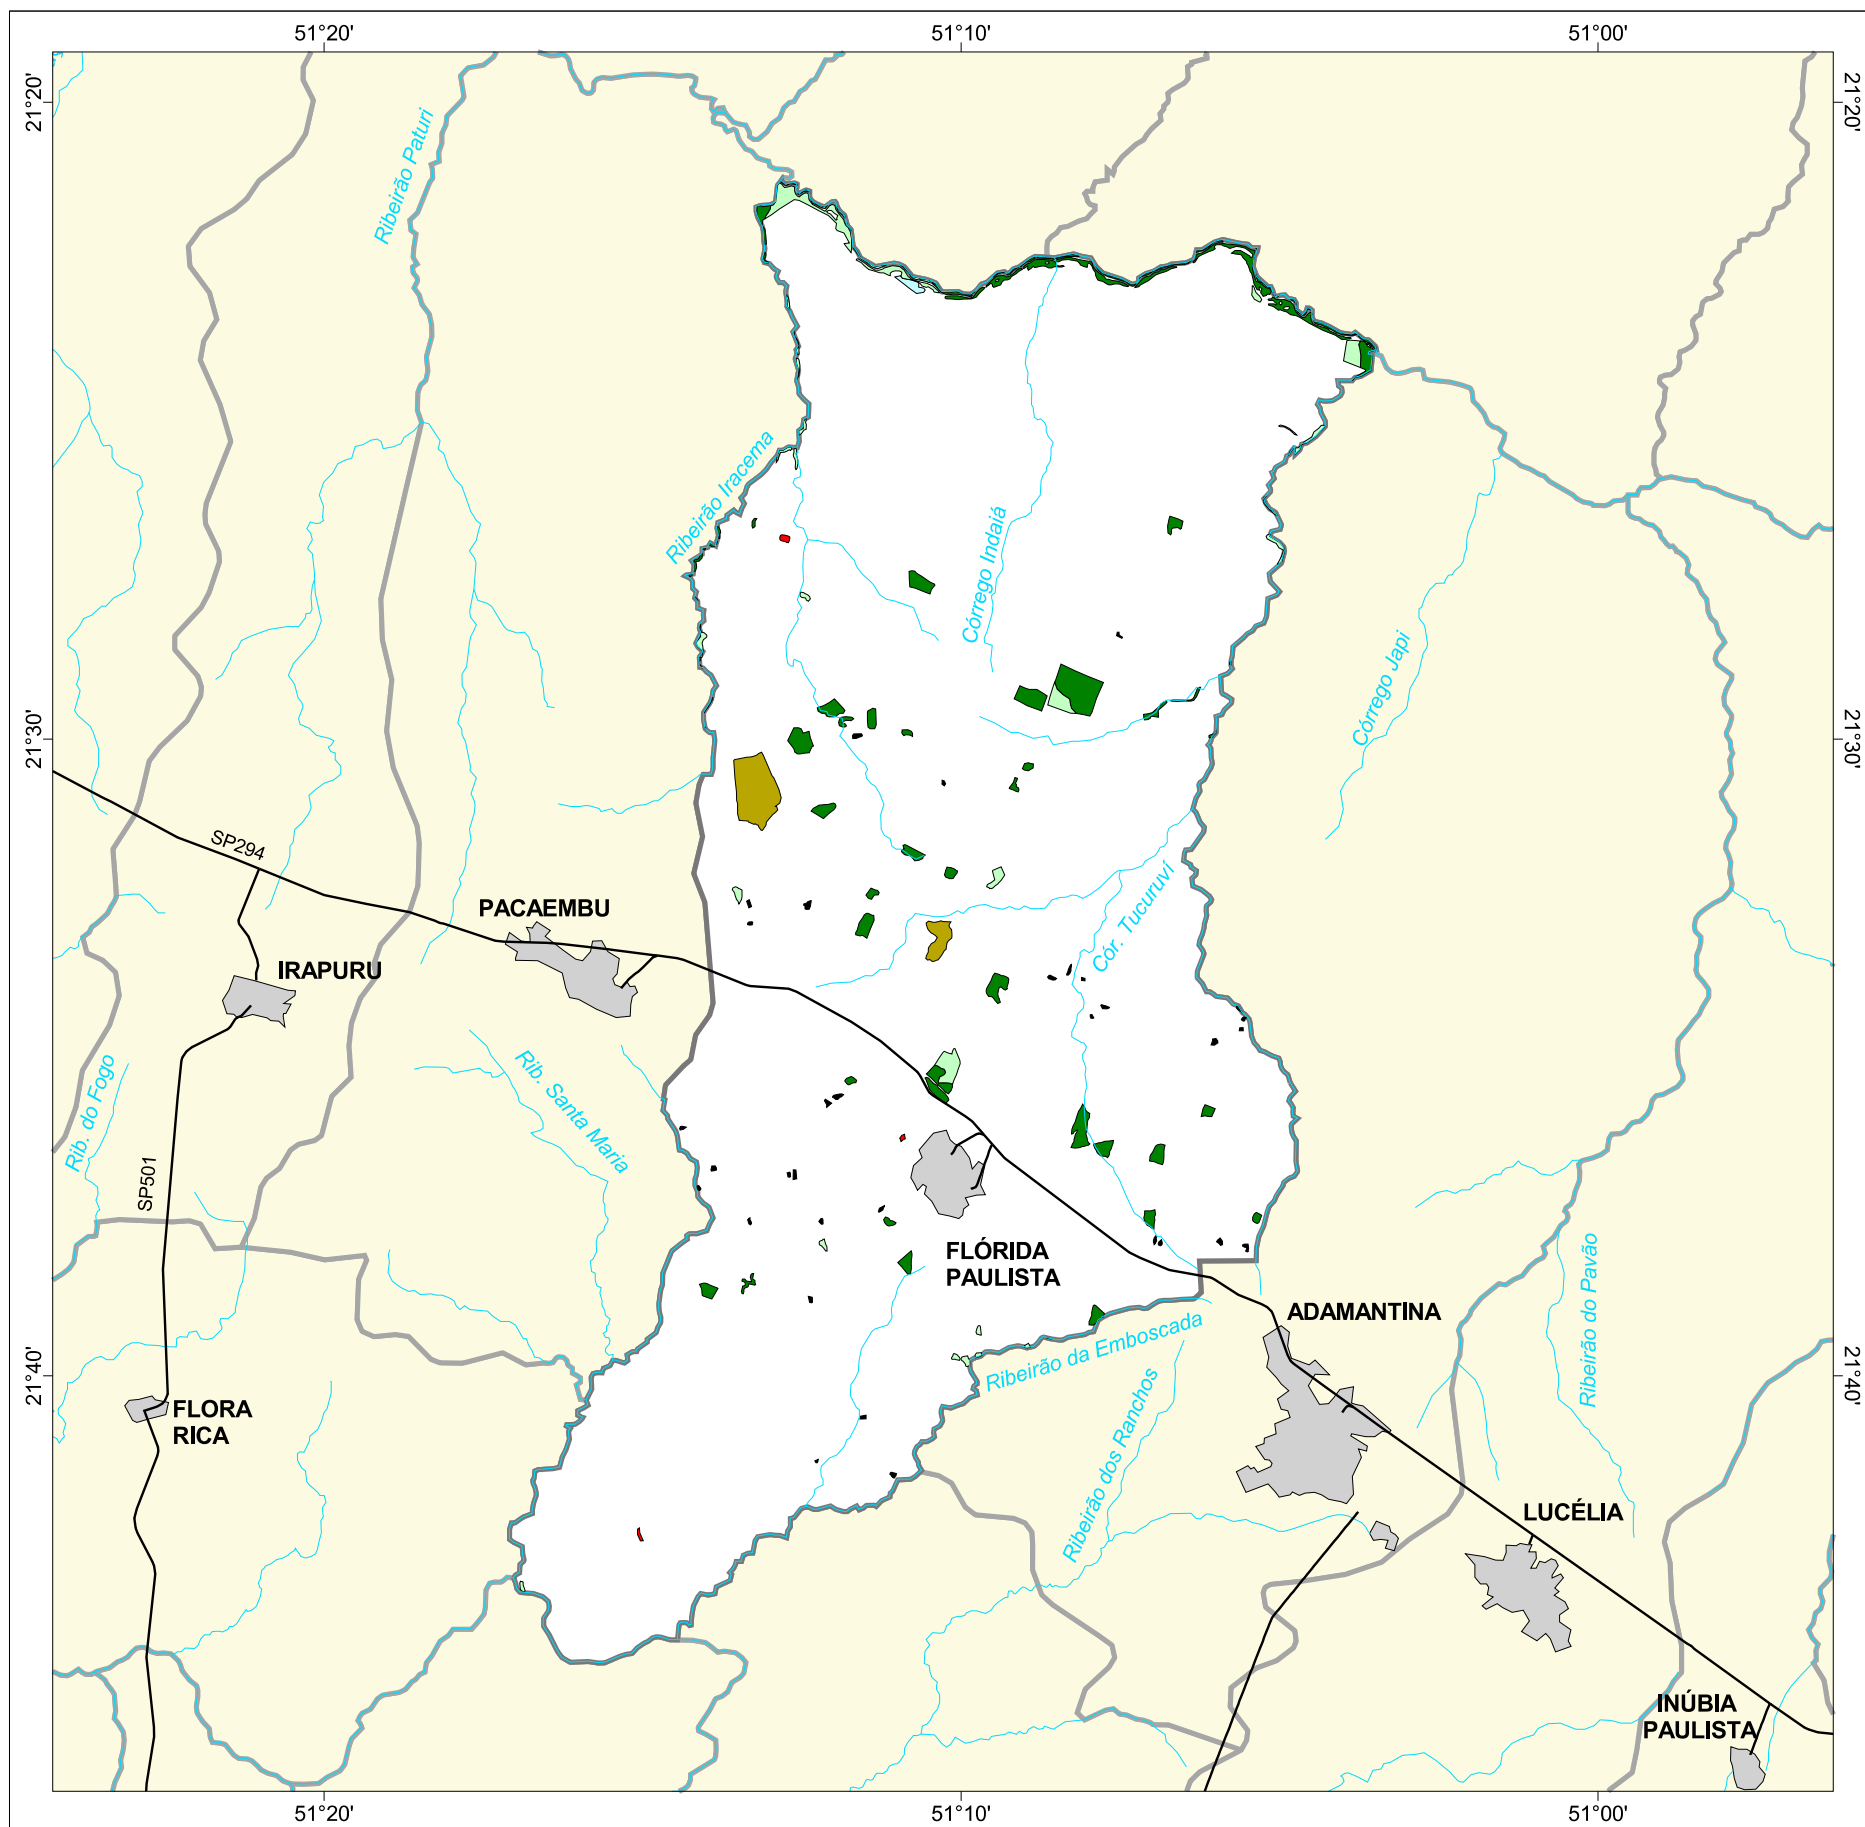 51°20'
51°10'
51°00'
21°20'
21°20'
Ribeirão Paturi
Ribeirão Iracema
Córrego Indaiá
Córrego Japi
21°30'
21°30'
SP294
PACAEMBU
Cór. Tucuruvi
IRAPURU
Rib. do Fogo
Rib. Santa Maria
SP501
FLÓRIDA
PAULISTA
Ribeirão do Pavão
ADAMANTINA
Ribeirão da Emboscada
21°40'
21°40'
FLORA
RICA
Ribeirão dos Ranchos
LUCÉLIA
INÚBIA
PAULISTA
51°20'
51°10'
51°00'